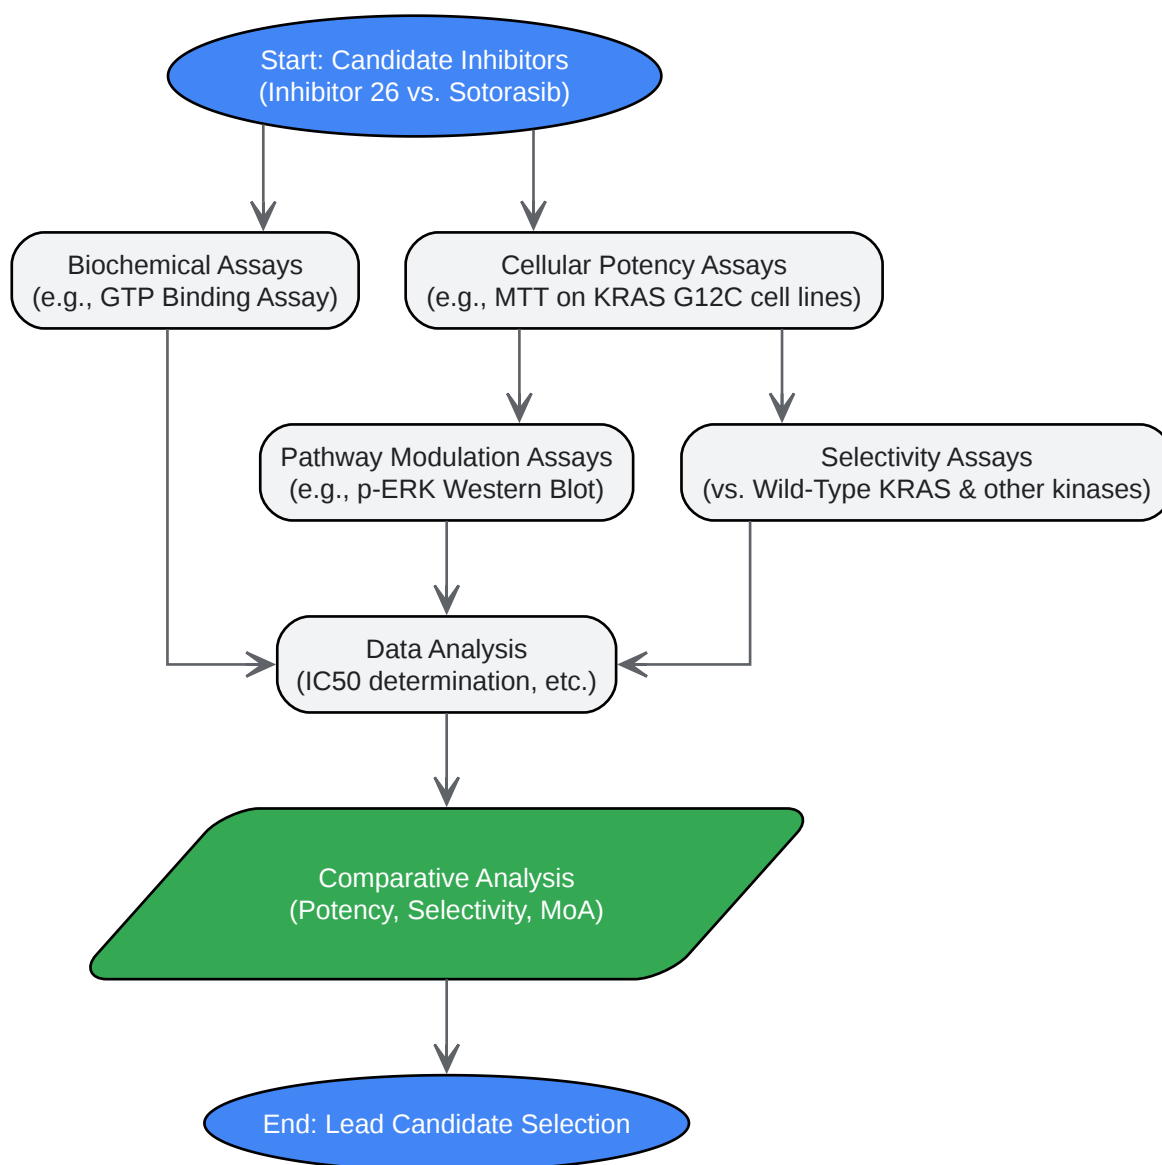 Start: Candidate Inhibitors
(Inhibitor 26 vs. Sotorasib)
Biochemical Assays
(e.g., GTP Binding Assay)
Cellular Potency Assays
(e.g., MTT on KRAS G12C cell lines)
Pathway Modulation Assays
(e.g., p-ERK Western Blot)
Selectivity Assays
(vs. Wild-Type KRAS & other kinases)
Data Analysis
(IC50 determination, etc.)
Comparative Analysis
(Potency, Selectivity, MoA)
End: Lead Candidate Selection